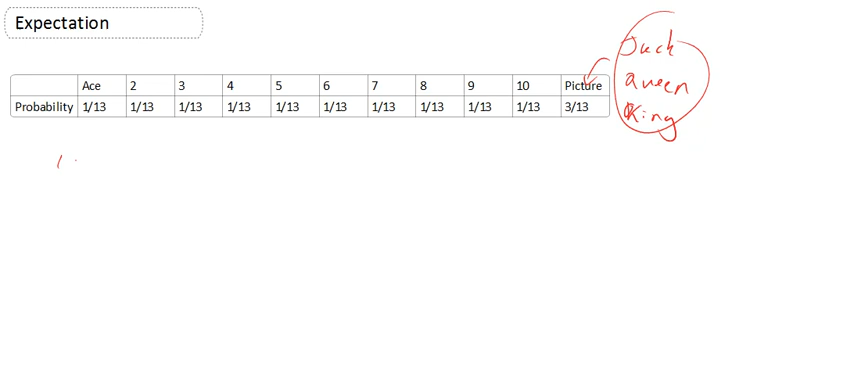 Expectation
Jack
Queen
King
Ace 2 3 4 5 6 7 8 9 10 Picture
Probability 1/13 1/13 1/13 1/13 1/13 1/13 1/13 1/13 1/13 1/13 3/13